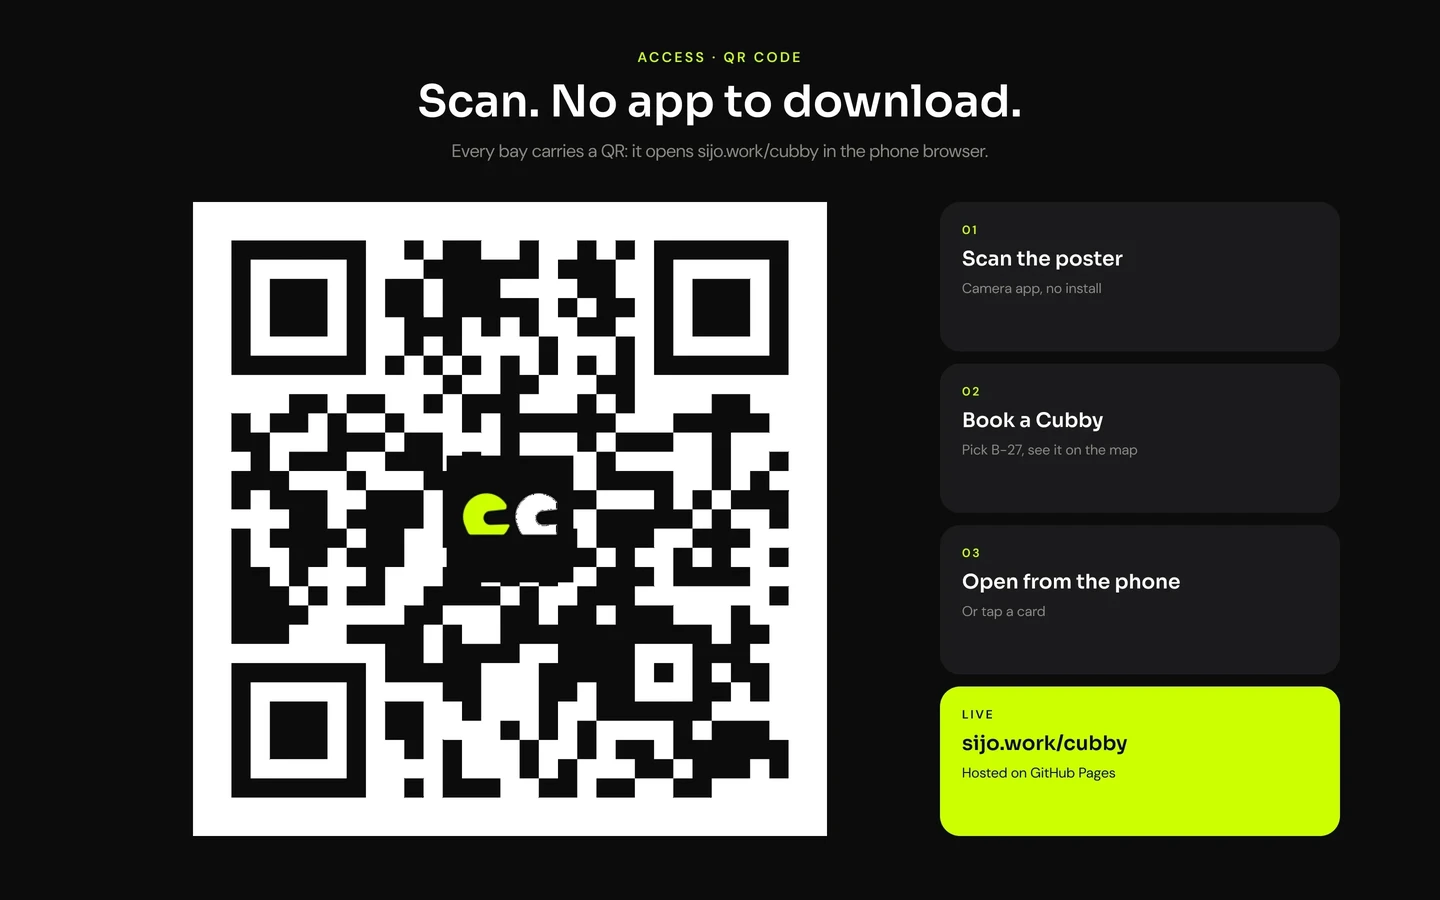 ACCESS · QR CODE
Scan. No app to download.
Every bay carries a QR: it opens sijo.work/cubby in the phone browser.
01
Scan the poster
Camera app, no install
02
Book a Cubby
Pick B-27, see it on the map
03
Open from the phone
Or tap a card
LIVE
sijo.work/cubby
Hosted on GitHub Pages